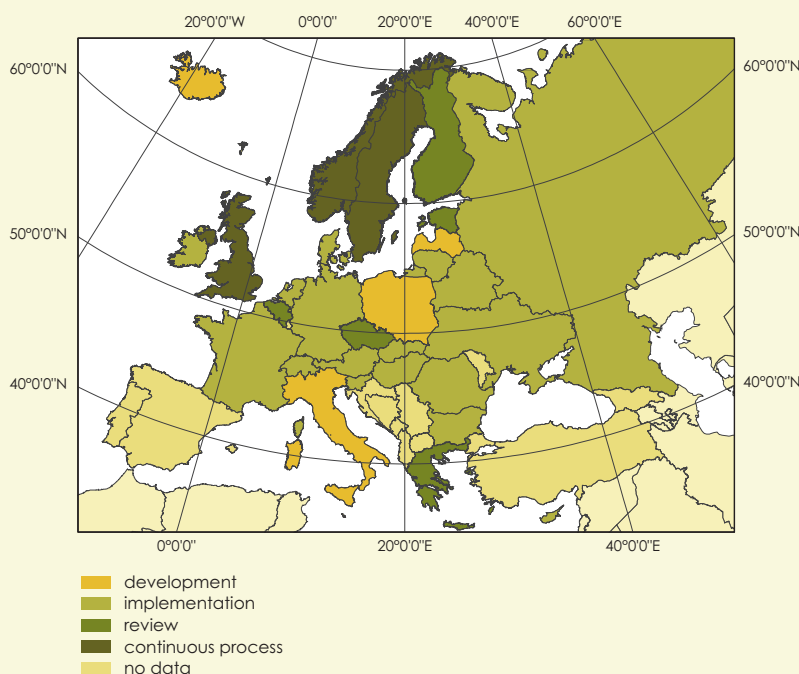 20°0'0"W 0°0'0" 20°0'0"E 40°0'0"E 60°0'0"E
60°0'0"N 60°0'0"N
50°0'0"N 50°0'0"N
40°0'0"N 40°0'0"N
0°0'0" 20°0'0"E 40°0'0"E
development
implementation
review
continuous process
no data